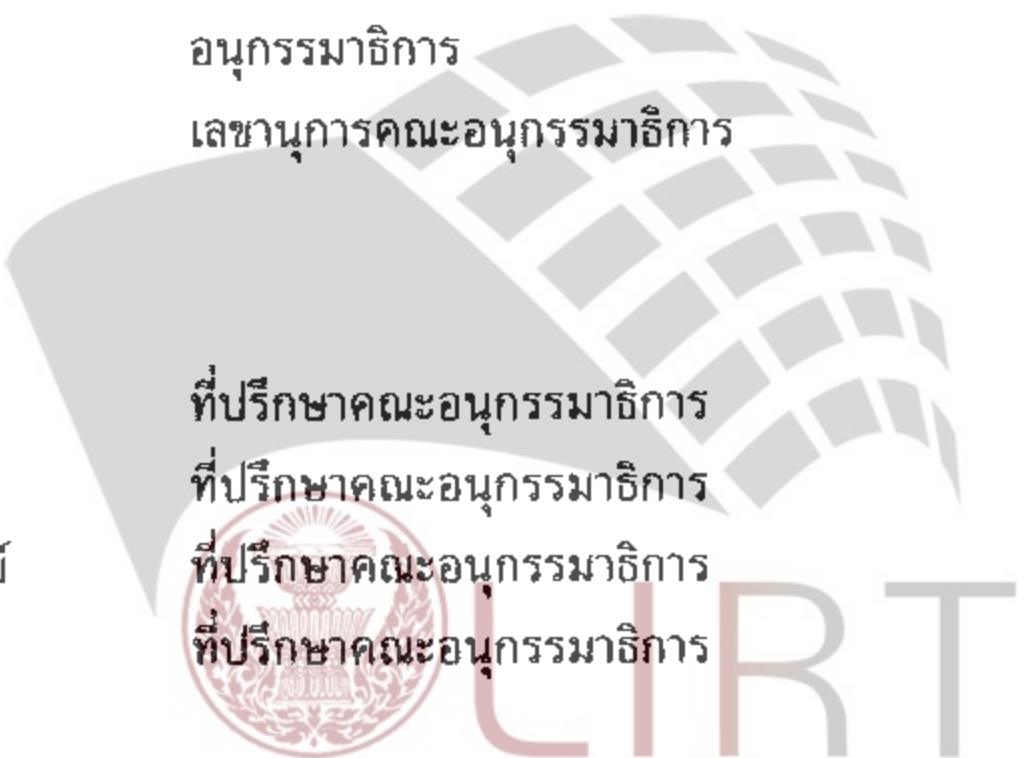 อนุกรรมาธิการ
เลขานุการคณะอนุกรรมาธิการ
ที่ปรึกษาคณะอนุกรรมาธิการ
ที่ปรึกษาคณะอนุกรรมาธิการ
ที่ปรึกษาคณะอนุกรรมาธิการ
ที่ปรึกษาคณะอนุกรรมาธิการ
LIRT